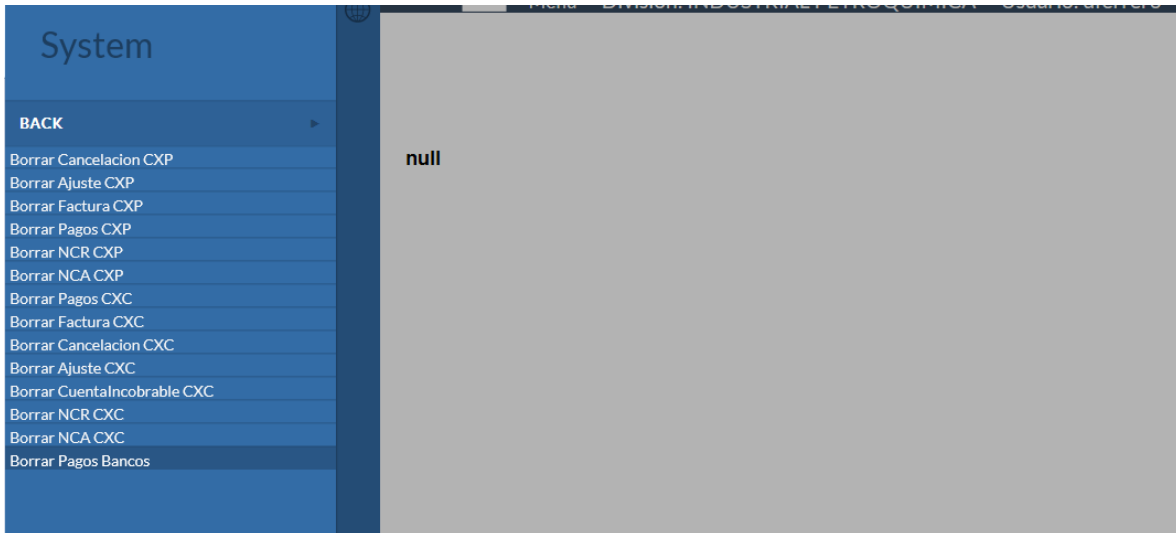 System
BACK
Borrar Cancelacion CXP
Borrar Ajuste CXP
Borrar Factura CXP
Borrar Pagos CXP
Borrar NCR CXP
Borrar NCA CXP
Borrar Pagos CXC
Borrar Factura CXC
Borrar Cancelacion CXC
Borrar Ajuste CXC
Borrar CuentaIncobrable CXC
Borrar NCR CXC
Borrar NCA CXC
Borrar Pagos Bancos
null